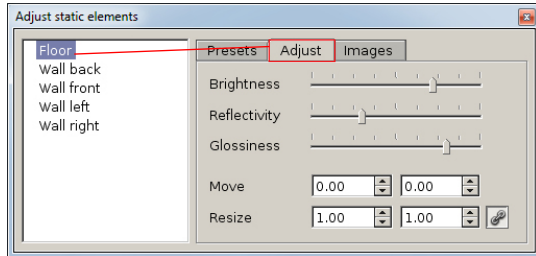 Adjust static elements
Floor
Wall back
Wall front
Wall left
Wall right
Presets Adjust Images
Brightness
Reflectivity
Glossiness
Move 0.00 0.00
Resize 1.00 1.00